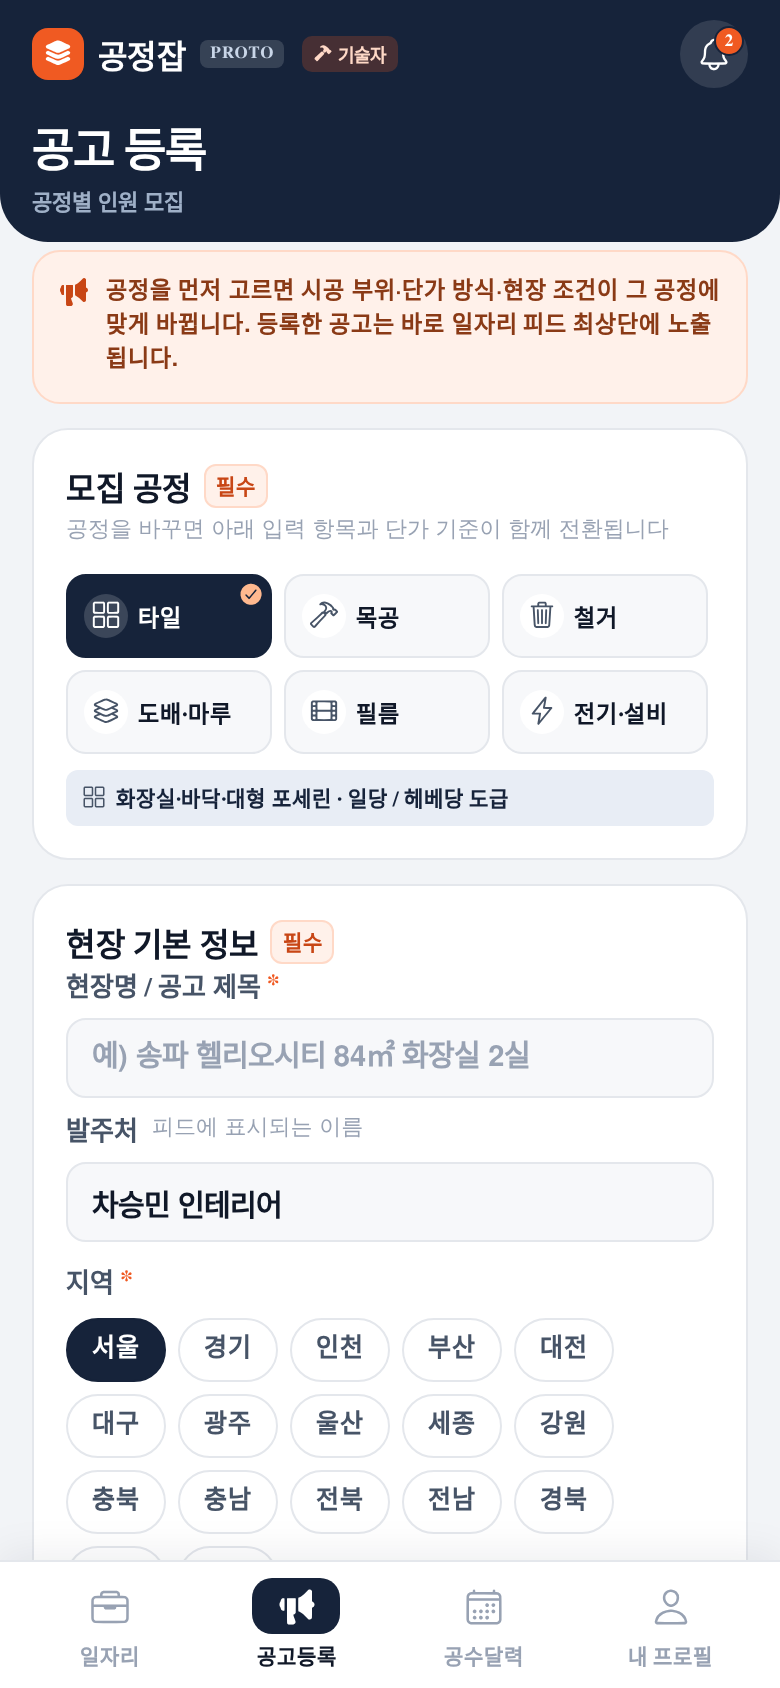 공정잡 PROTO 기술자 2
공고 등록
공정별 인원 모집
공정을 먼저 고르면 시공 부위·단가 방식·현장 조건이 그 공정에
맞게 바뀝니다. 등록한 공고는 바로 일자리 피드 최상단에 노출
됩니다.
모집 공정 필수
공정을 바꾸면 아래 입력 항목과 단가 기준이 함께 전환됩니다
타일 목공 철거
도배·마루 필름 전기·설비
화장실·바닥·대형 포세린 · 일당 / 헤베당 도급
현장 기본 정보 필수
현장명 / 공고 제목 *
예) 송파 헬리오시티 84㎡ 화장실 2실
발주처 피드에 표시되는 이름
차승민 인테리어
지역 *
서울 경기 인천 부산 대전
대구 광주 울산 세종 강원
충북 충남 전북 전남 경북
일자리 공고등록 공수달력 내 프로필